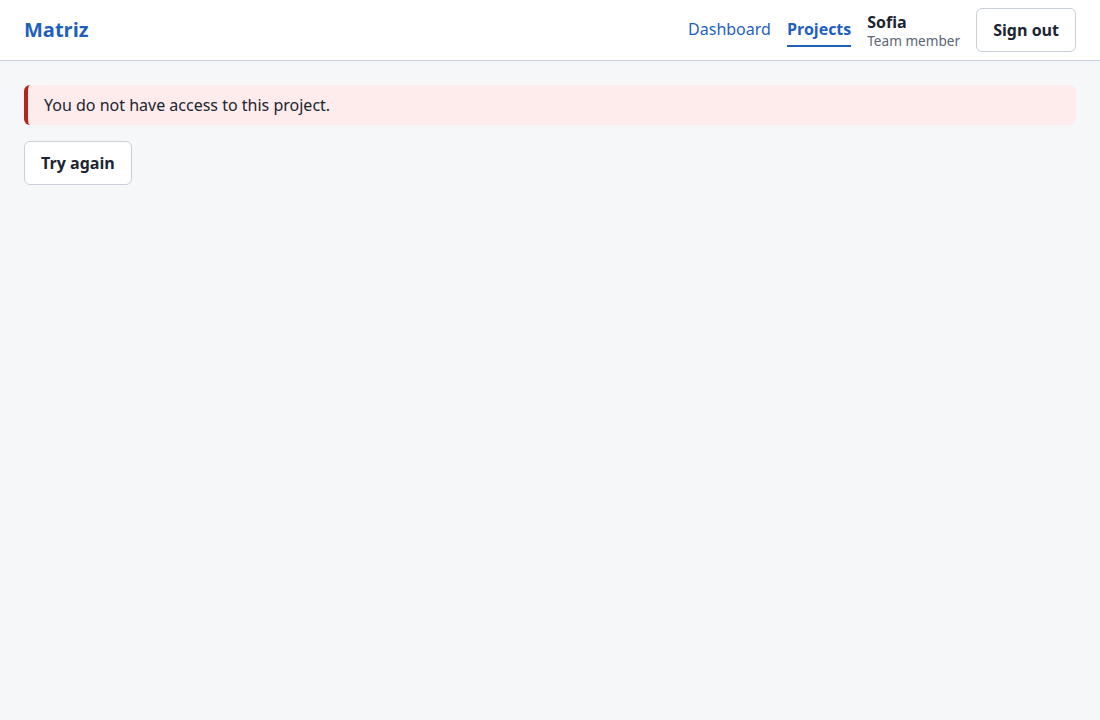 Matriz
Dashboard
Projects
Sofia
Team member
Sign out
You do not have access to this project.
Try again